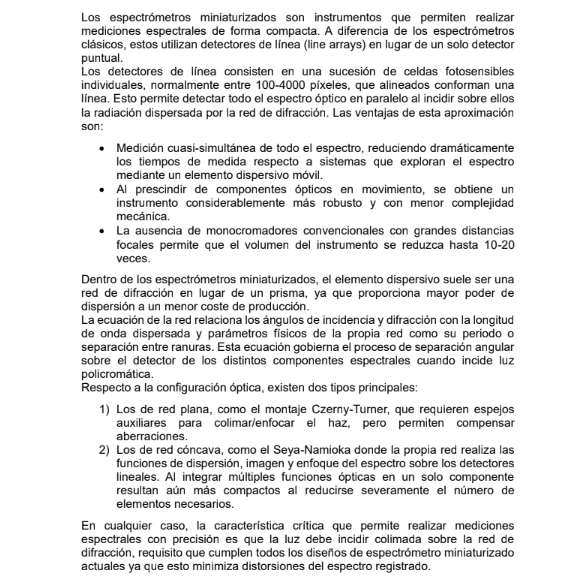 Los espectrómetros miniaturizados son instrumentos que permiten realizar
mediciones espectrales de forma compacta. A diferencia de los espectrómetros
clásicos, estos utilizan detectores de línea (line arrays) en lugar de un solo detector
puntual.
Los detectores de línea consisten en una sucesión de celdas fotosensibles
individuales, normalmente entre 100-4000 píxeles, que alineados conforman una
línea. Esto permite detectar todo el espectro óptico en paralelo al incidir sobre ellos
la radiación dispersada por la red de difracción. Las ventajas de esta aproximación
son:
• Medición cuasi-simultánea de todo el espectro, reduciendo dramáticamente
los tiempos de medida respecto a sistemas que exploran el espectro
mediante un elemento dispersivo móvil.
• Al prescindir de componentes ópticos en movimiento, se obtiene un
instrumento considerablemente más robusto y con menor complejidad
mecánica.
• La ausencia de monocromadores convencionales con grandes distancias
focales permite que el volumen del instrumento se reduzca hasta 10-20
veces.
Dentro de los espectrómetros miniaturizados, el elemento dispersivo suele ser una
red de difracción en lugar de un prisma, ya que proporciona mayor poder de
dispersión a un menor coste de producción.
La ecuación de la red relaciona los ángulos de incidencia y difracción con la longitud
de onda dispersada y parámetros físicos de la propia red como su periodo o
separación entre ranuras. Esta ecuación gobierna el proceso de separación angular
sobre el detector de los distintos componentes espectrales cuando incide luz
policromática.
Respecto a la configuración óptica, existen dos tipos principales:
1) Los de red plana, como el montaje Czerny-Turner, que requieren espejos
auxiliares para colimar/enfocar el haz, pero permiten compensar
aberraciones.
2) Los de red cóncava, como el Seya-Namioka donde la propia red realiza las
funciones de dispersión, imagen y enfoque del espectro sobre los detectores
lineales. Al integrar múltiples funciones ópticas en un solo componente
resultan aún más compactos al reducirse severamente el número de
elementos necesarios.
En cualquier caso, la característica crítica que permite realizar mediciones
espectrales con precisión es que la luz debe incidir colimada sobre la red de
difracción, requisito que cumplen todos los diseños de espectrómetro miniaturizado
actuales ya que esto minimiza distorsiones del espectro registrado.